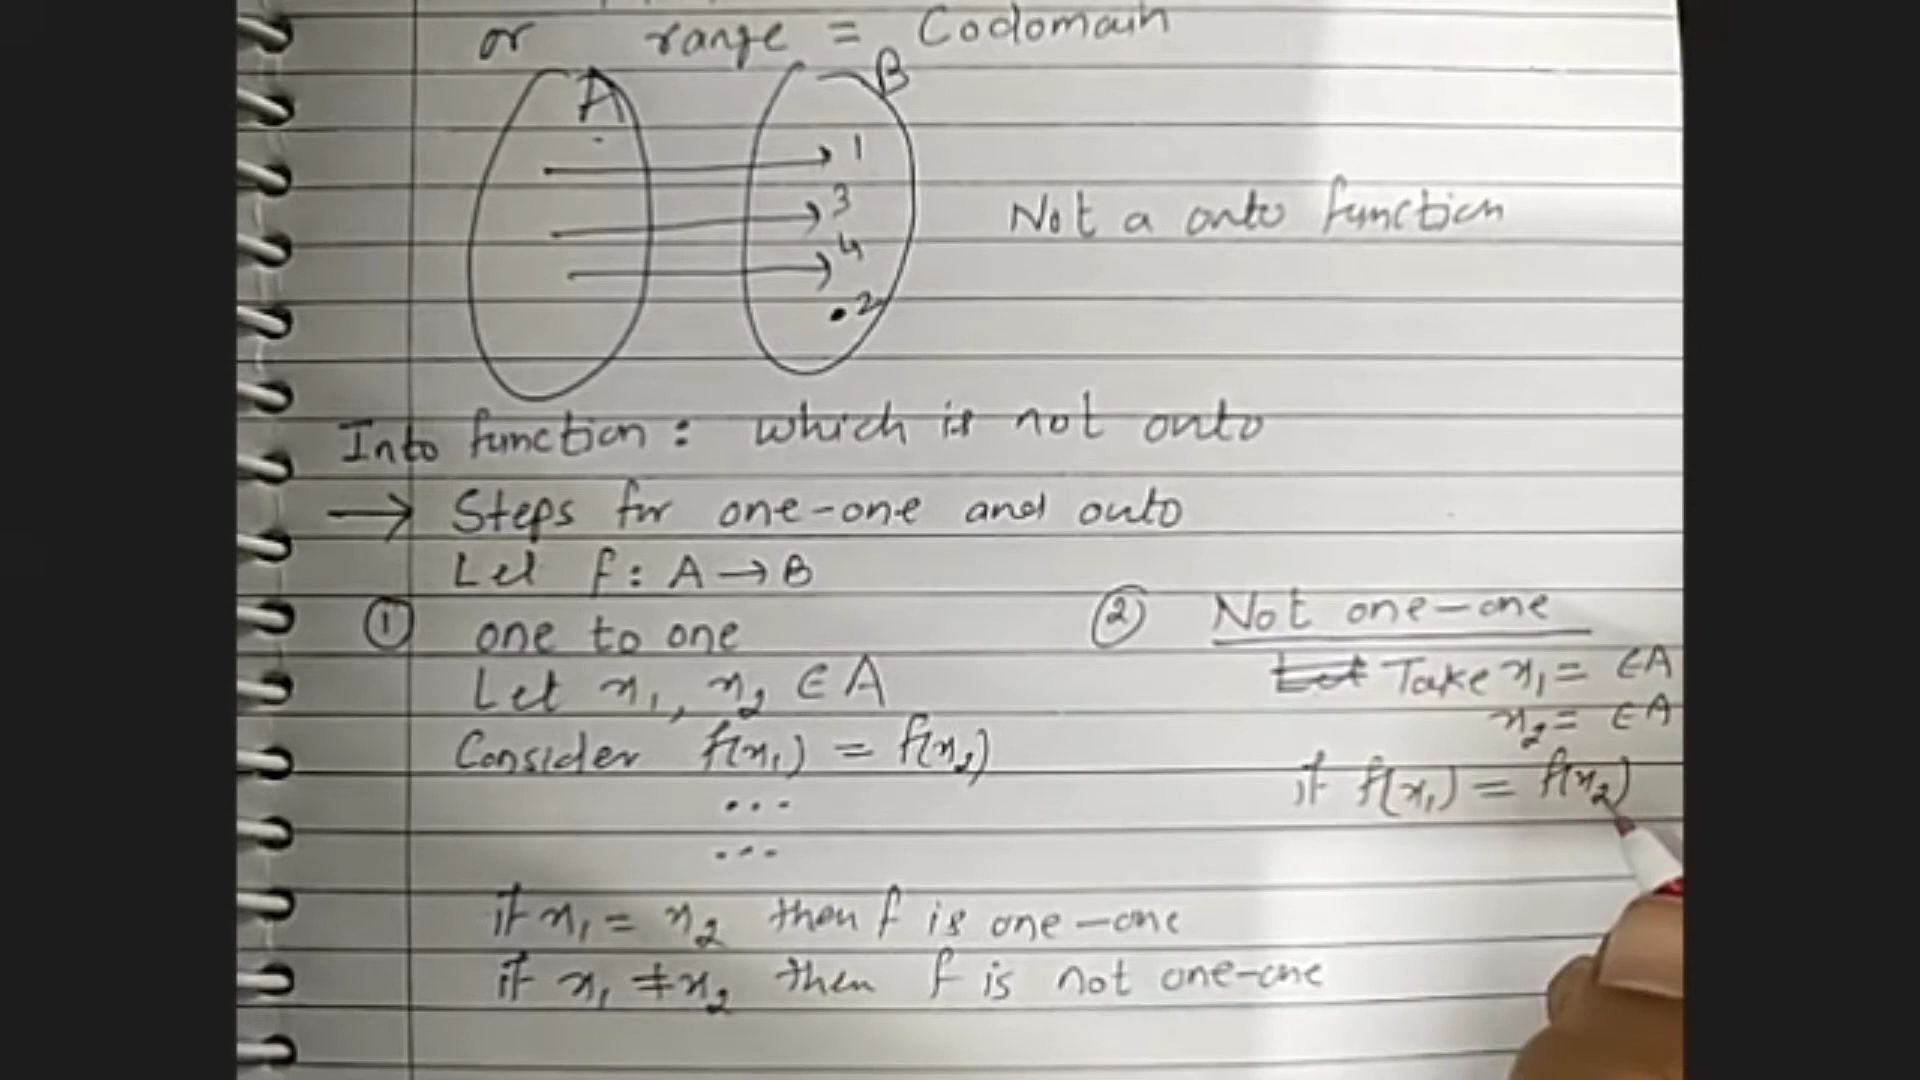 or range = Codomain
A B
1
3
4
.2
Not a onto function
Into function : which is not onto
→ Steps for one-one and onto
Let f : A → B
① one to one
Let x₁, x₂ ∈ A
Consider f(x₁) = f(x₂)
...
...
if x₁ = x₂ then f is one-one
if x₁ ≠ x₂ then f is not one-one
② Not one-one
Let Take x₁ = ∈A
x₂ = ∈A
if f(x₁) = f(x₂)